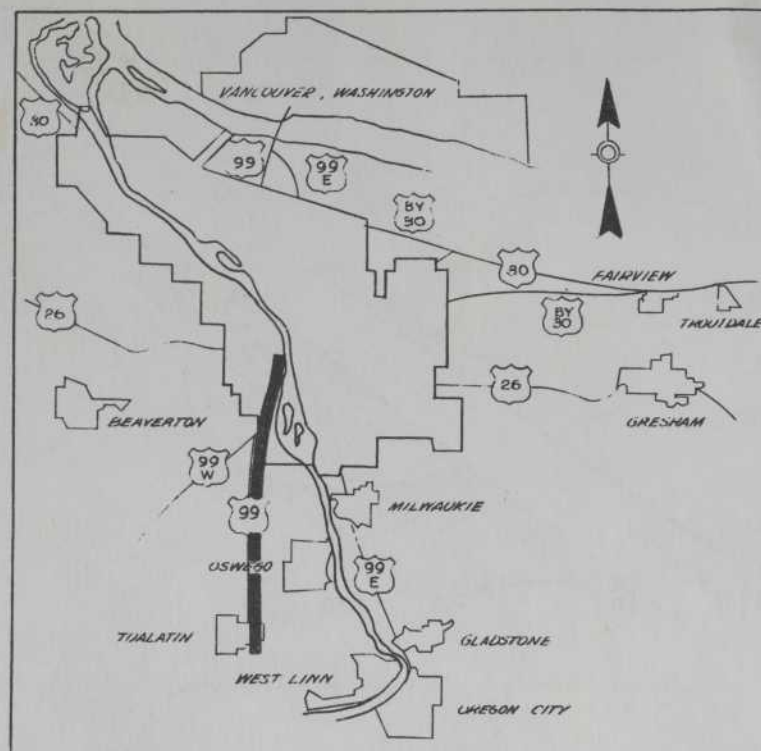 VANCOUVER, WASHINGTON
30
99
99 E
BY 30
30
FAIRVIEW
BY 30
TROUTDALE
26
26
BEAVERTON
GRESHAM
99 W
99
MILWAUKIE
OSWEGO
99 E
TUALATIN
GLADSTONE
WEST LINN
OREGON CITY